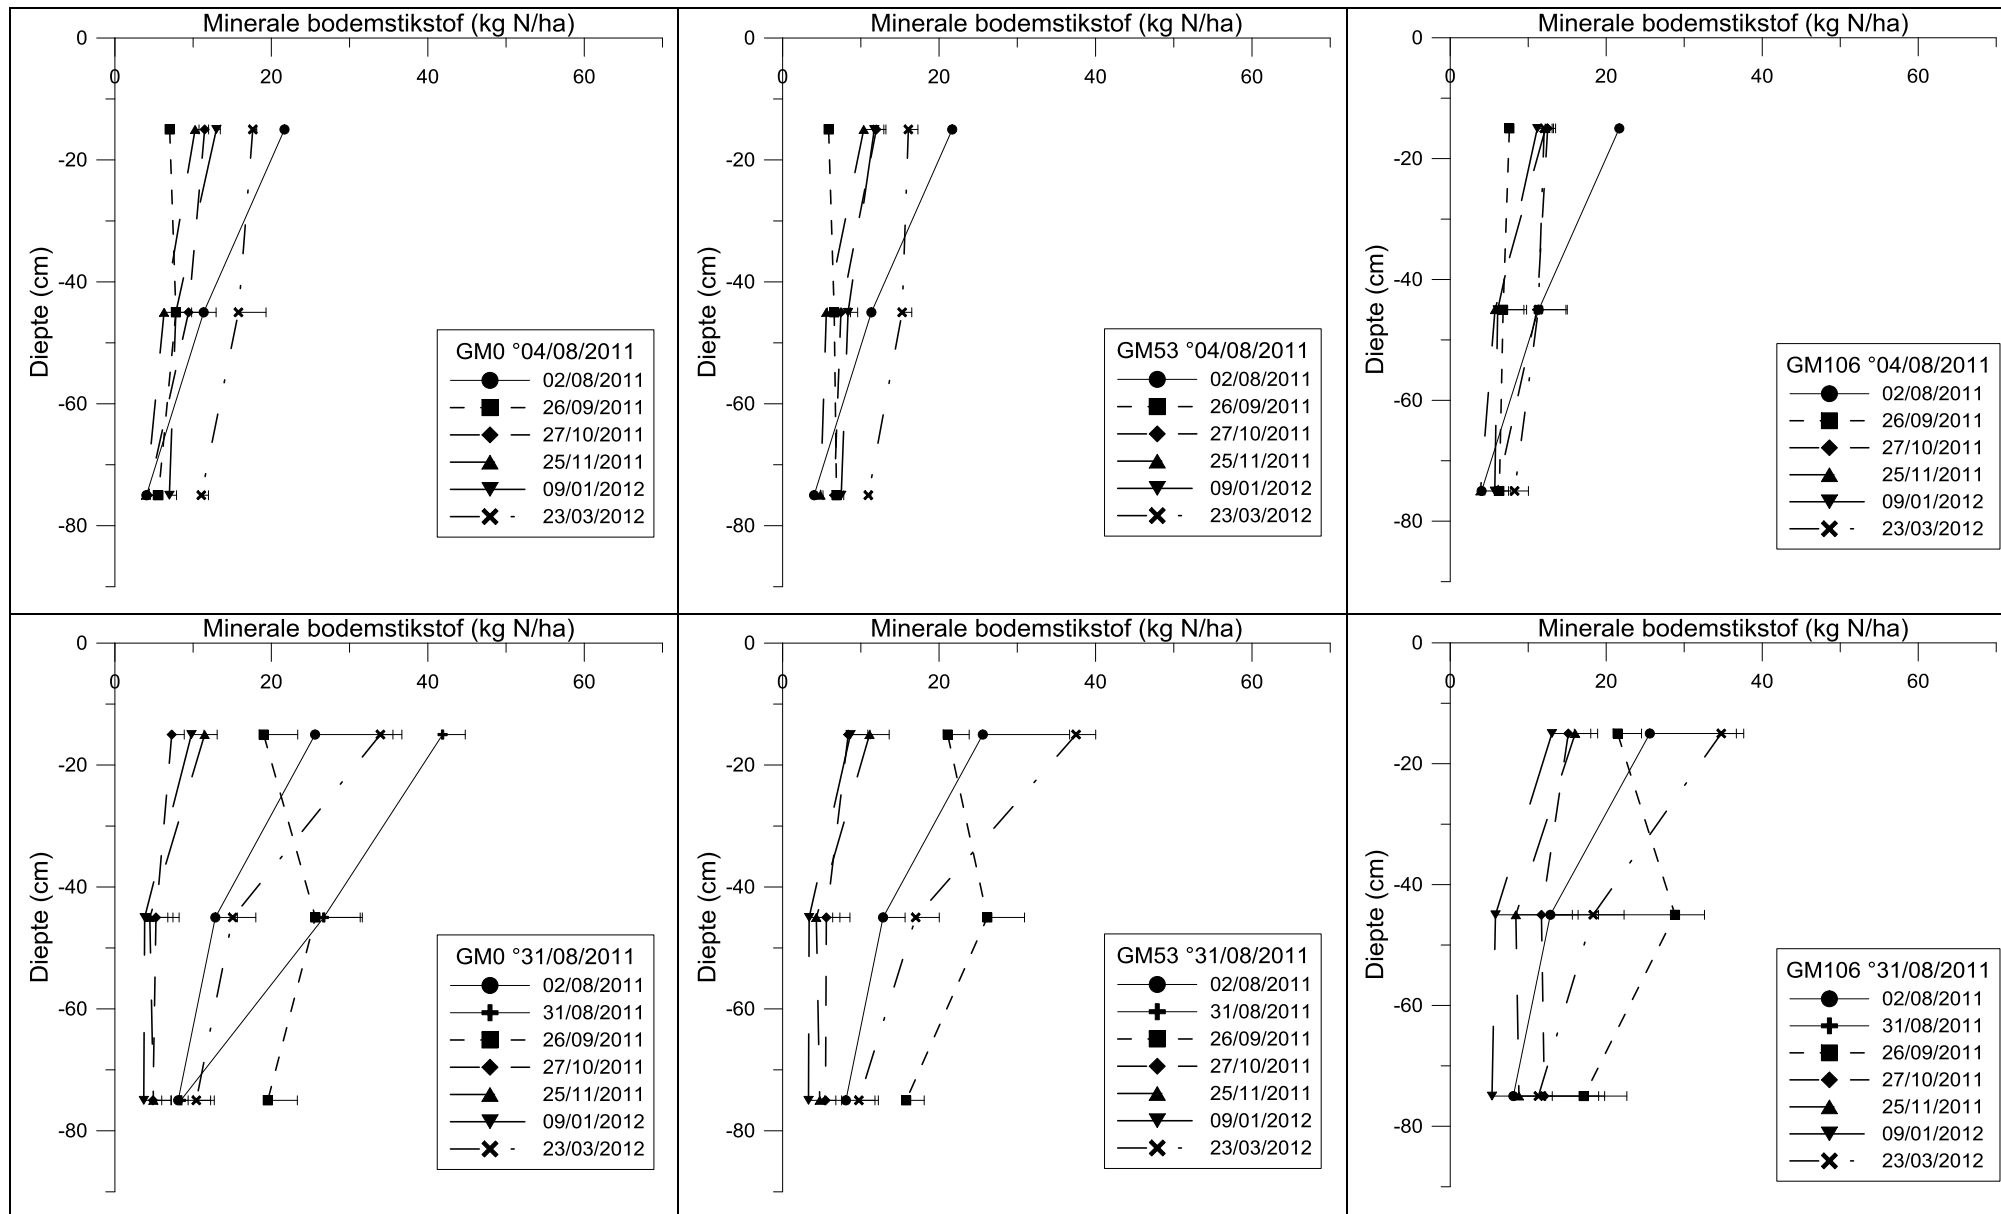 Minerale bodemstikstof (kg N/ha)
0 20 40 60
0
-20
-40
-60
-80
Diepte (cm)
GM0 °04/08/2011
02/08/2011
26/09/2011
27/10/2011
25/11/2011
09/01/2012
23/03/2012
Minerale bodemstikstof (kg N/ha)
0 20 40 60
0
-20
-40
-60
-80
Diepte (cm)
GM53 °04/08/2011
02/08/2011
26/09/2011
27/10/2011
25/11/2011
09/01/2012
23/03/2012
Minerale bodemstikstof (kg N/ha)
0 20 40 60
0
-20
-40
-60
-80
Diepte (cm)
GM106 °04/08/2011
02/08/2011
26/09/2011
27/10/2011
25/11/2011
09/01/2012
23/03/2012
Minerale bodemstikstof (kg N/ha)
0 20 40 60
0
-20
-40
-60
-80
Diepte (cm)
GM0 °31/08/2011
02/08/2011
31/08/2011
26/09/2011
27/10/2011
25/11/2011
09/01/2012
23/03/2012
Minerale bodemstikstof (kg N/ha)
0 20 40 60
0
-20
-40
-60
-80
Diepte (cm)
GM53 °31/08/2011
02/08/2011
31/08/2011
26/09/2011
27/10/2011
25/11/2011
09/01/2012
23/03/2012
Minerale bodemstikstof (kg N/ha)
0 20 40 60
0
-20
-40
-60
-80
Diepte (cm)
GM106 °31/08/2011
02/08/2011
31/08/2011
26/09/2011
27/10/2011
25/11/2011
09/01/2012
23/03/2012